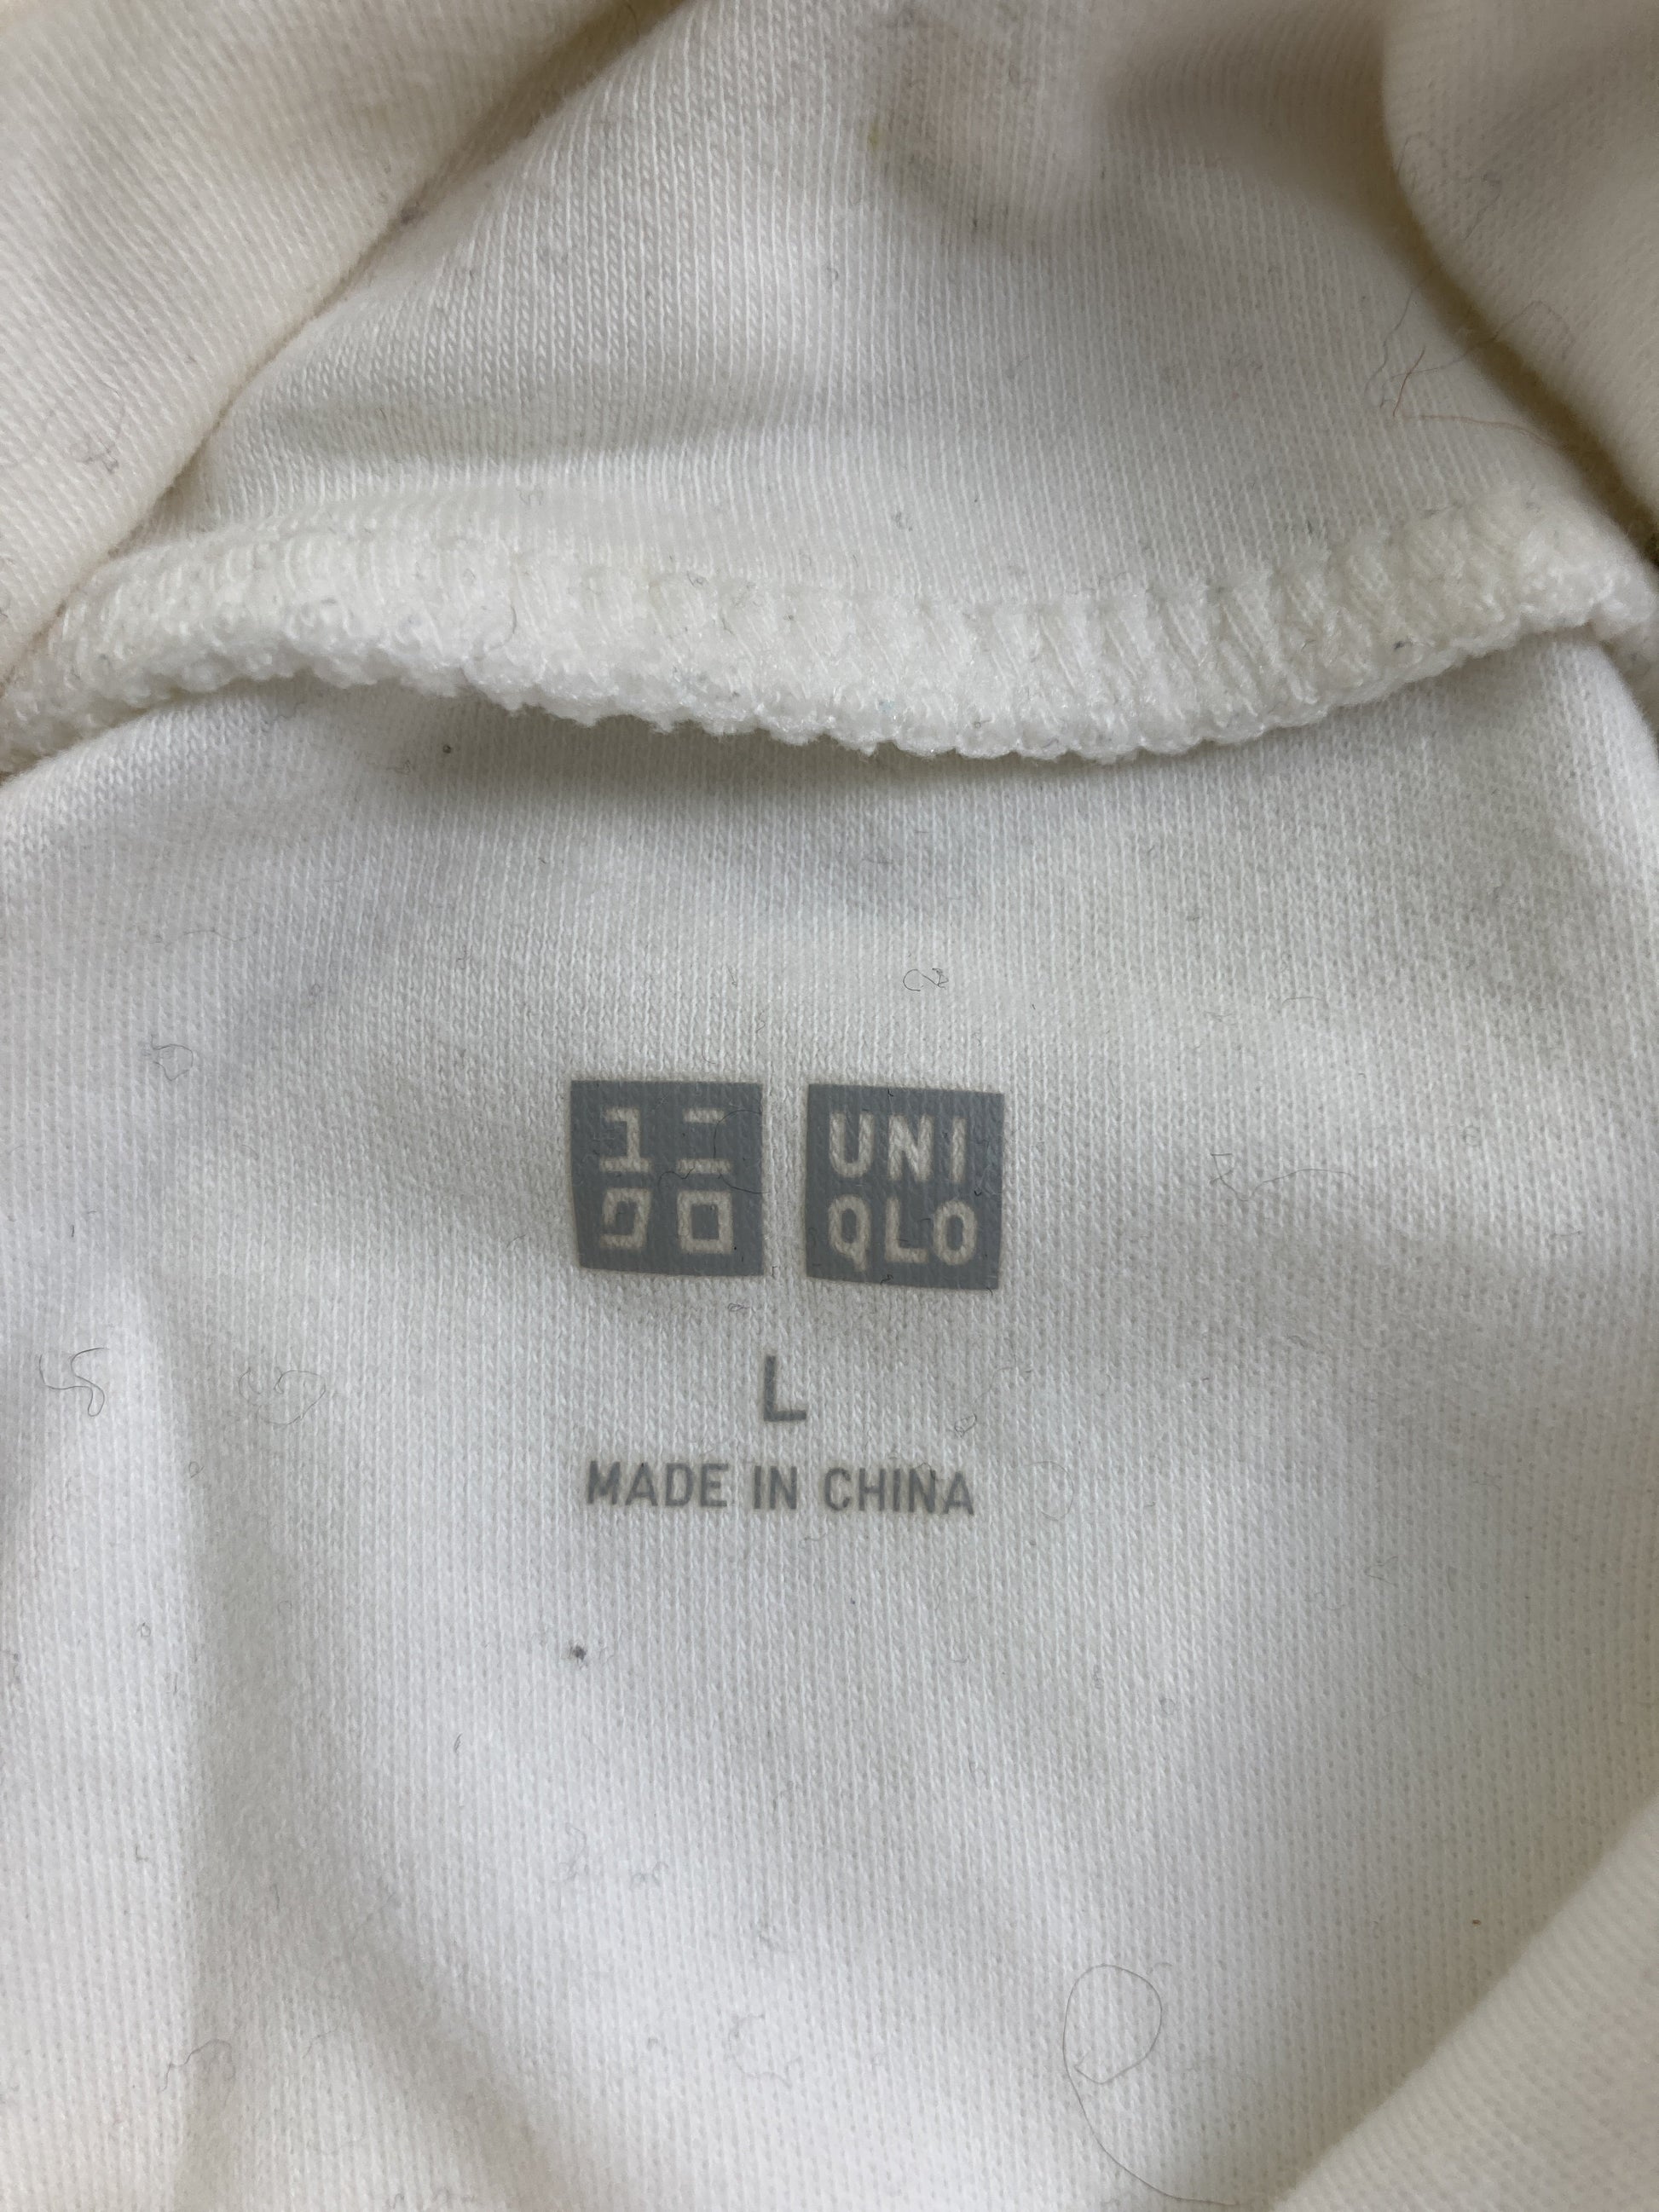 ユニ UNI
クロ QLO
L
MADE IN CHINA